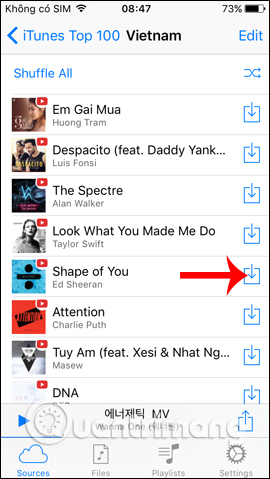 Không có SIM 08:47 73%
iTunes Top 100 Vietnam Edit
Shuffle All
Em Gai Mua
Huong Tram
Despacito (feat. Daddy Yank...
Luis Fonsi
The Spectre
Alan Walker
Look What You Made Me Do
Taylor Swift
Shape of You
Ed Sheeran
Attention
Charlie Puth
Tuy Am (feat. Xesi & Nhat Ng...
Masew
DNA
에너제틱 MV
Wanna One (워너원)
Quantrimang
Sources Files Playlists Settings